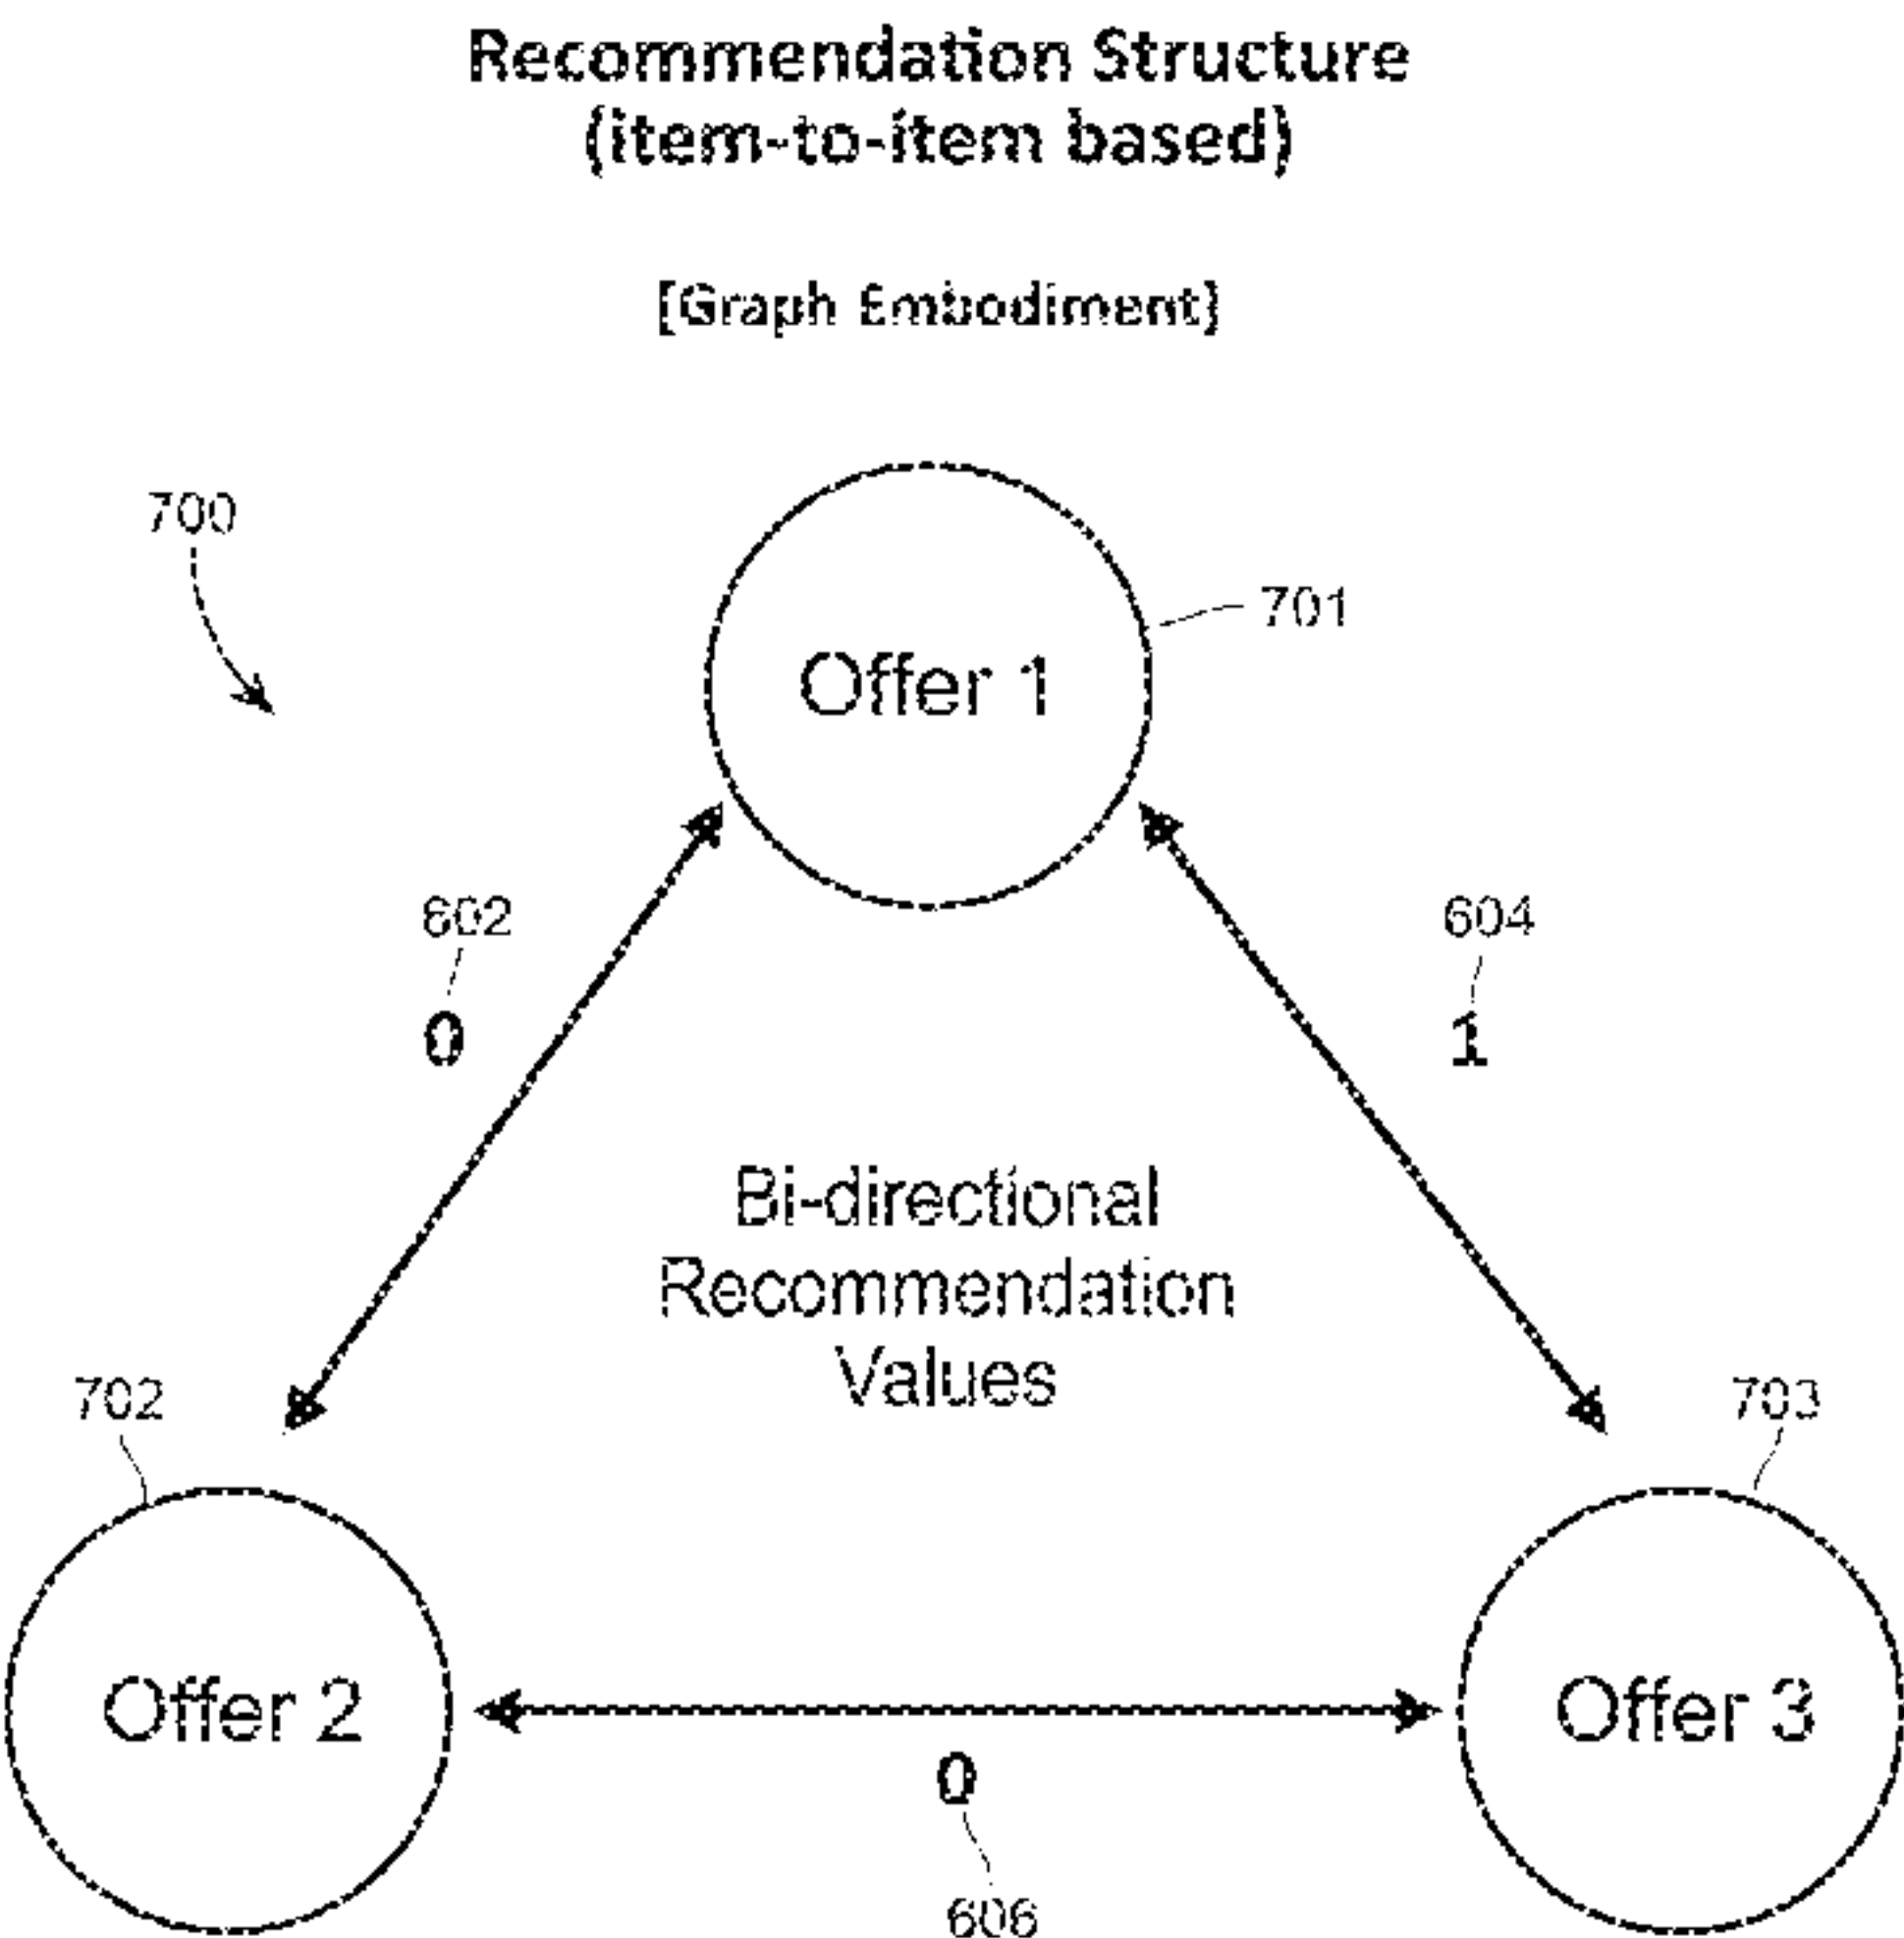 Recommendation Structure
(item-to-item based)
[Graph Embodiment]
700
701
Offer 1
602
604
0
1
Bi-directional
Recommendation
Values
702
703
Offer 2
Offer 3
0
606